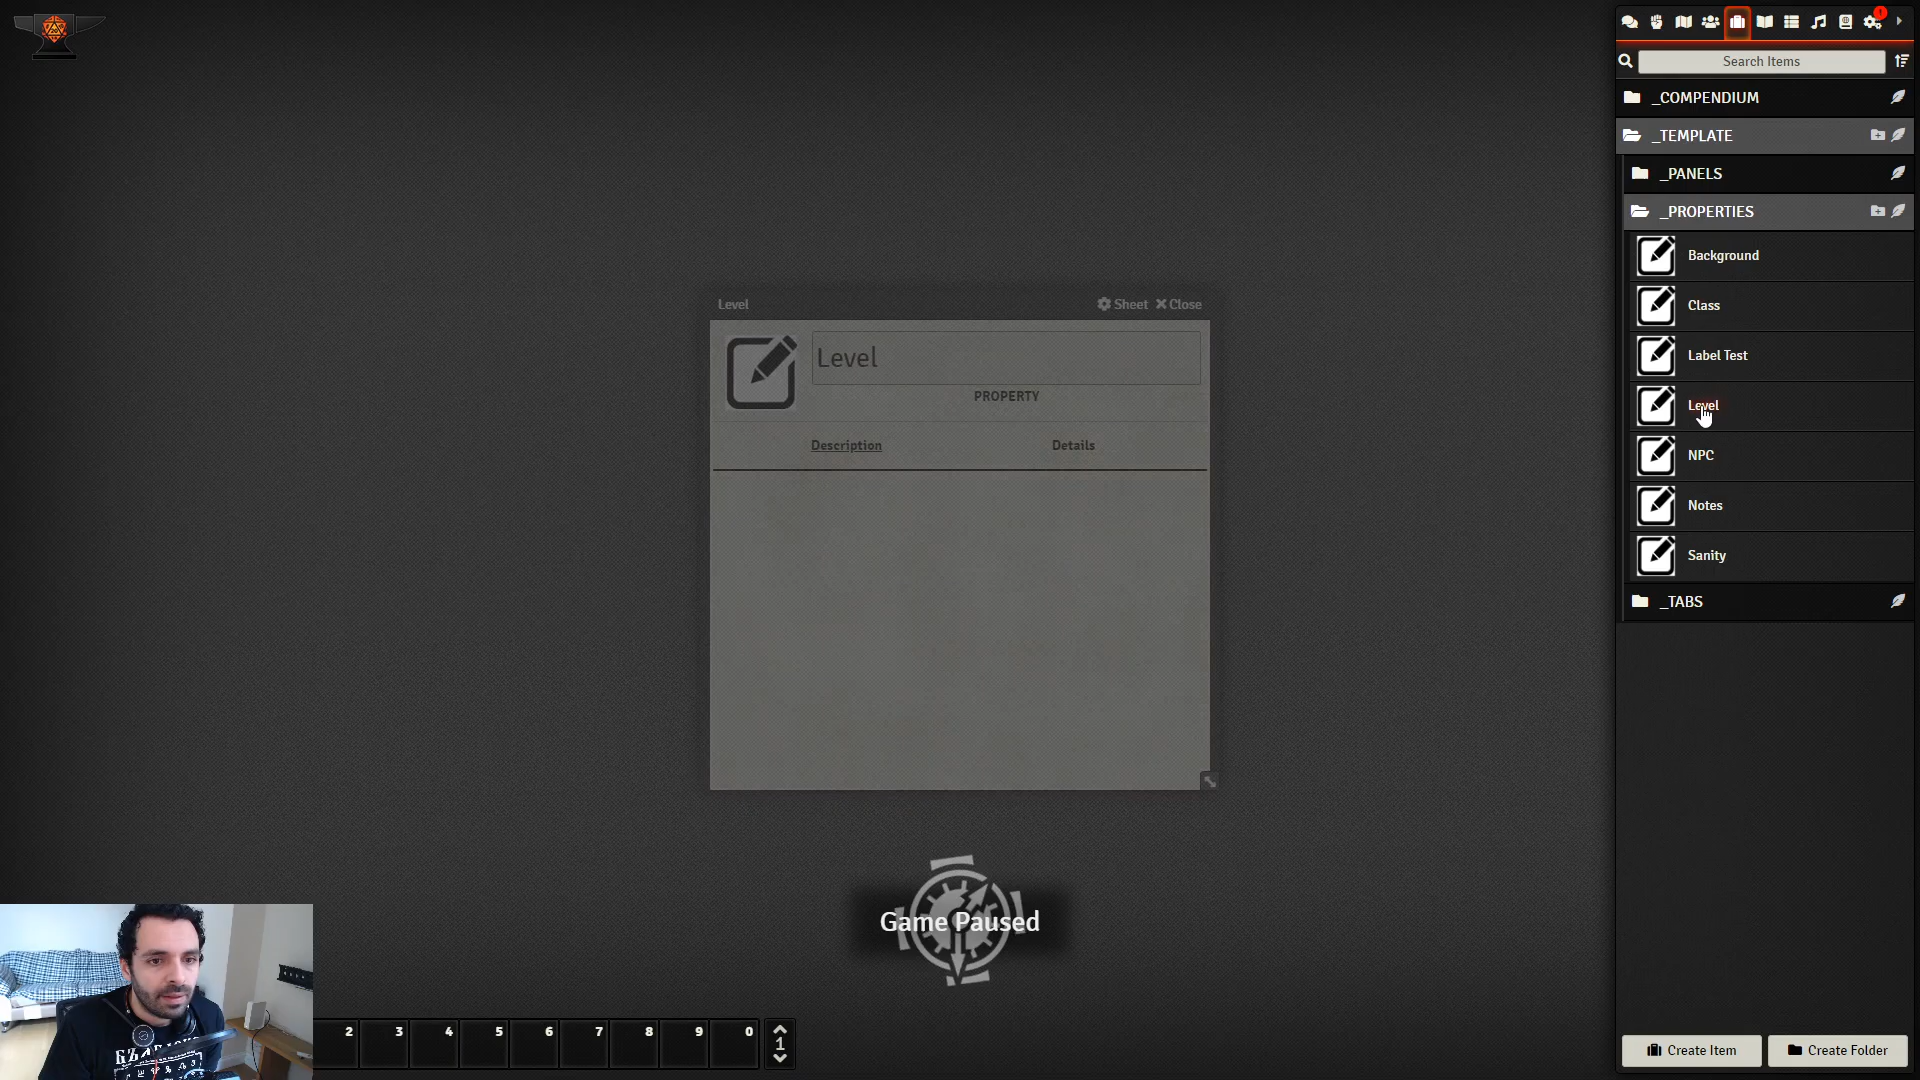 Search Items
_COMPENDIUM
_TEMPLATE
_PANELS
_PROPERTIES
Background
Class
Label Test
Level
NPC
Notes
Sanity
_TABS
Create Item
Create Folder
Level
Sheet
Close
Level
PROPERTY
Description
Details
Game Paused
2
3
4
5
6
7
8
9
0
1